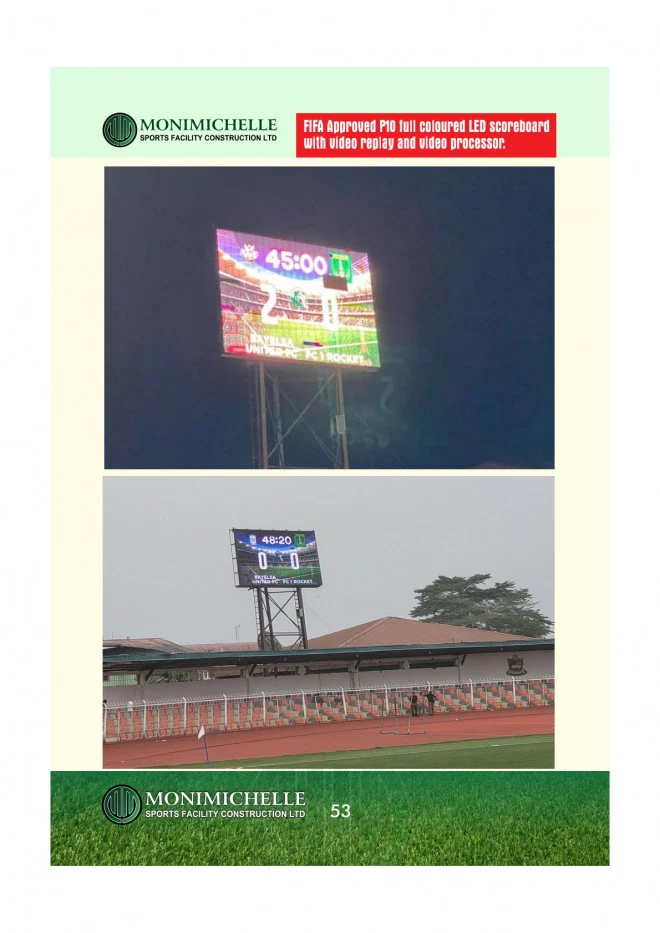 MONIMICHELLE
SPORTS FACILITY CONSTRUCTION LTD
FIFA Approved P10 full coloured LED scoreboard
with video replay and video processor.
45:00
2 0
BAYELSA
UNITED FC FC 1 ROCKET
48:20
0 0
BAYELSA
UNITED FC FC 1 ROCKET
MONIMICHELLE
SPORTS FACILITY CONSTRUCTION LTD
53